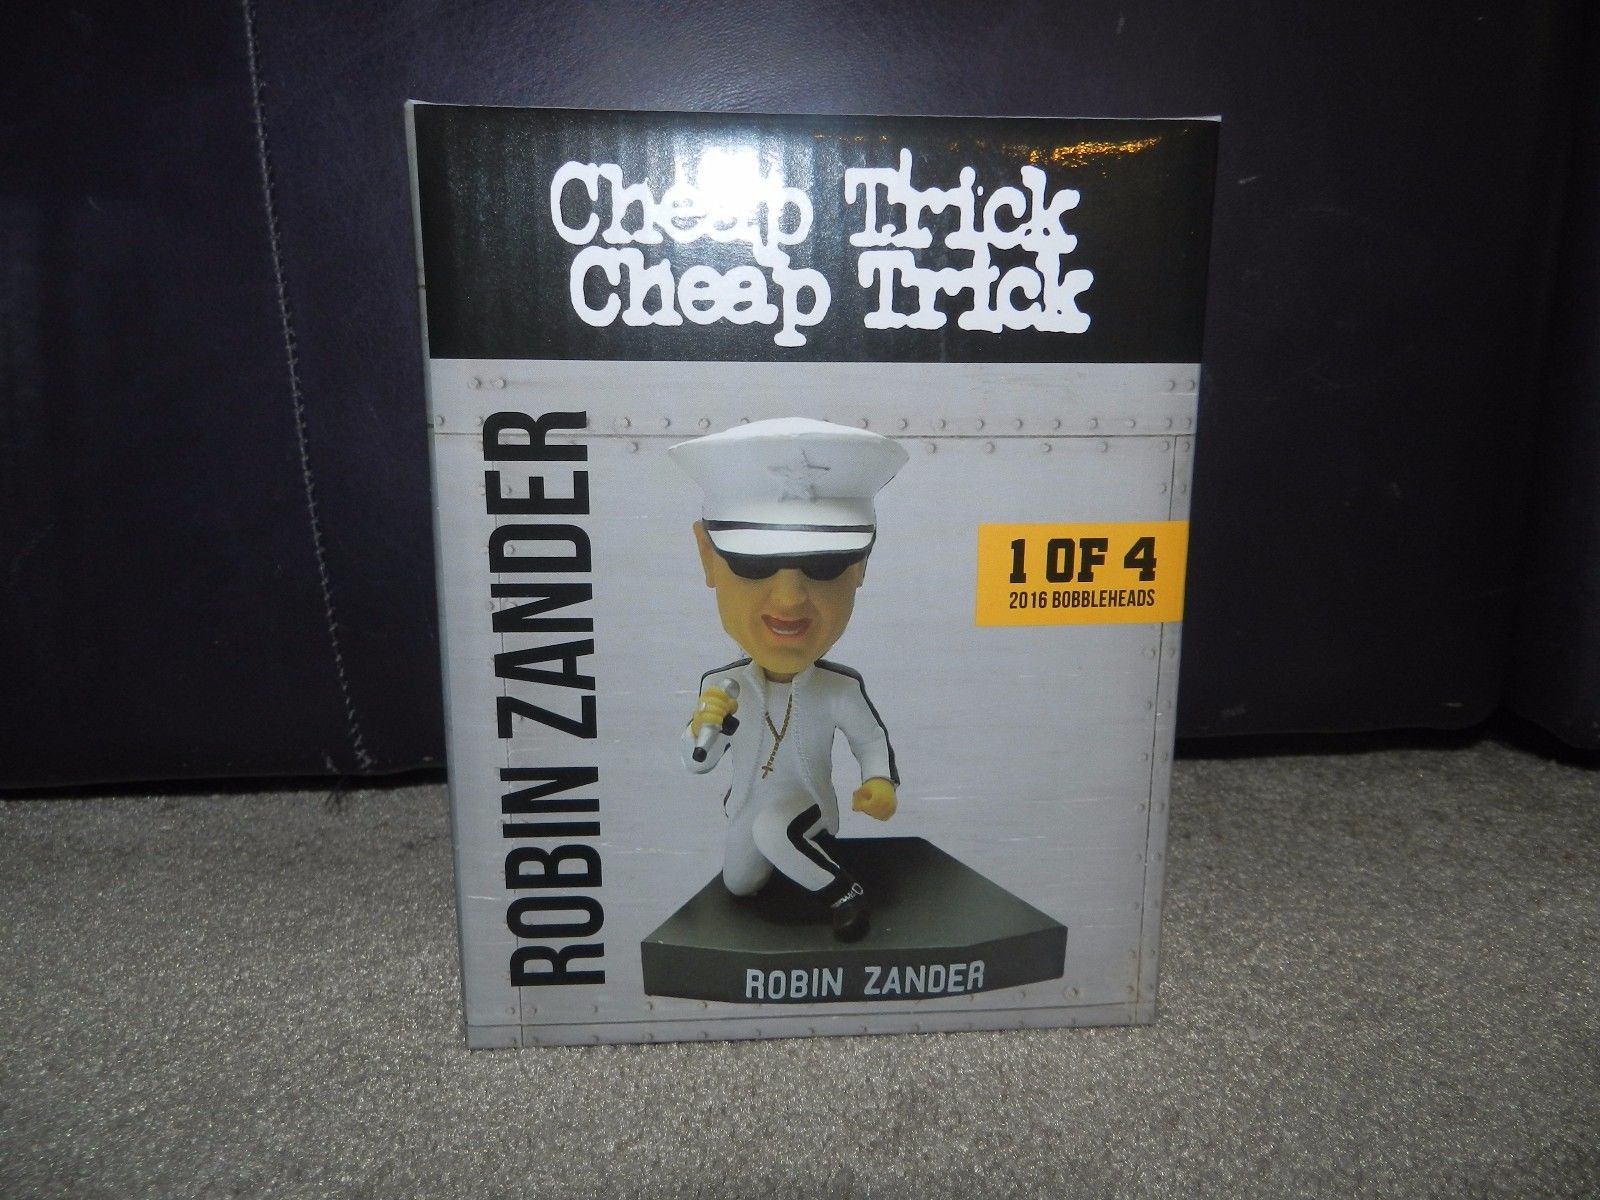 Cheap Trick
Cheap Trick
ROBIN ZANDER
1 OF 4
2016 BOBBLEHEADS
ROBIN ZANDER